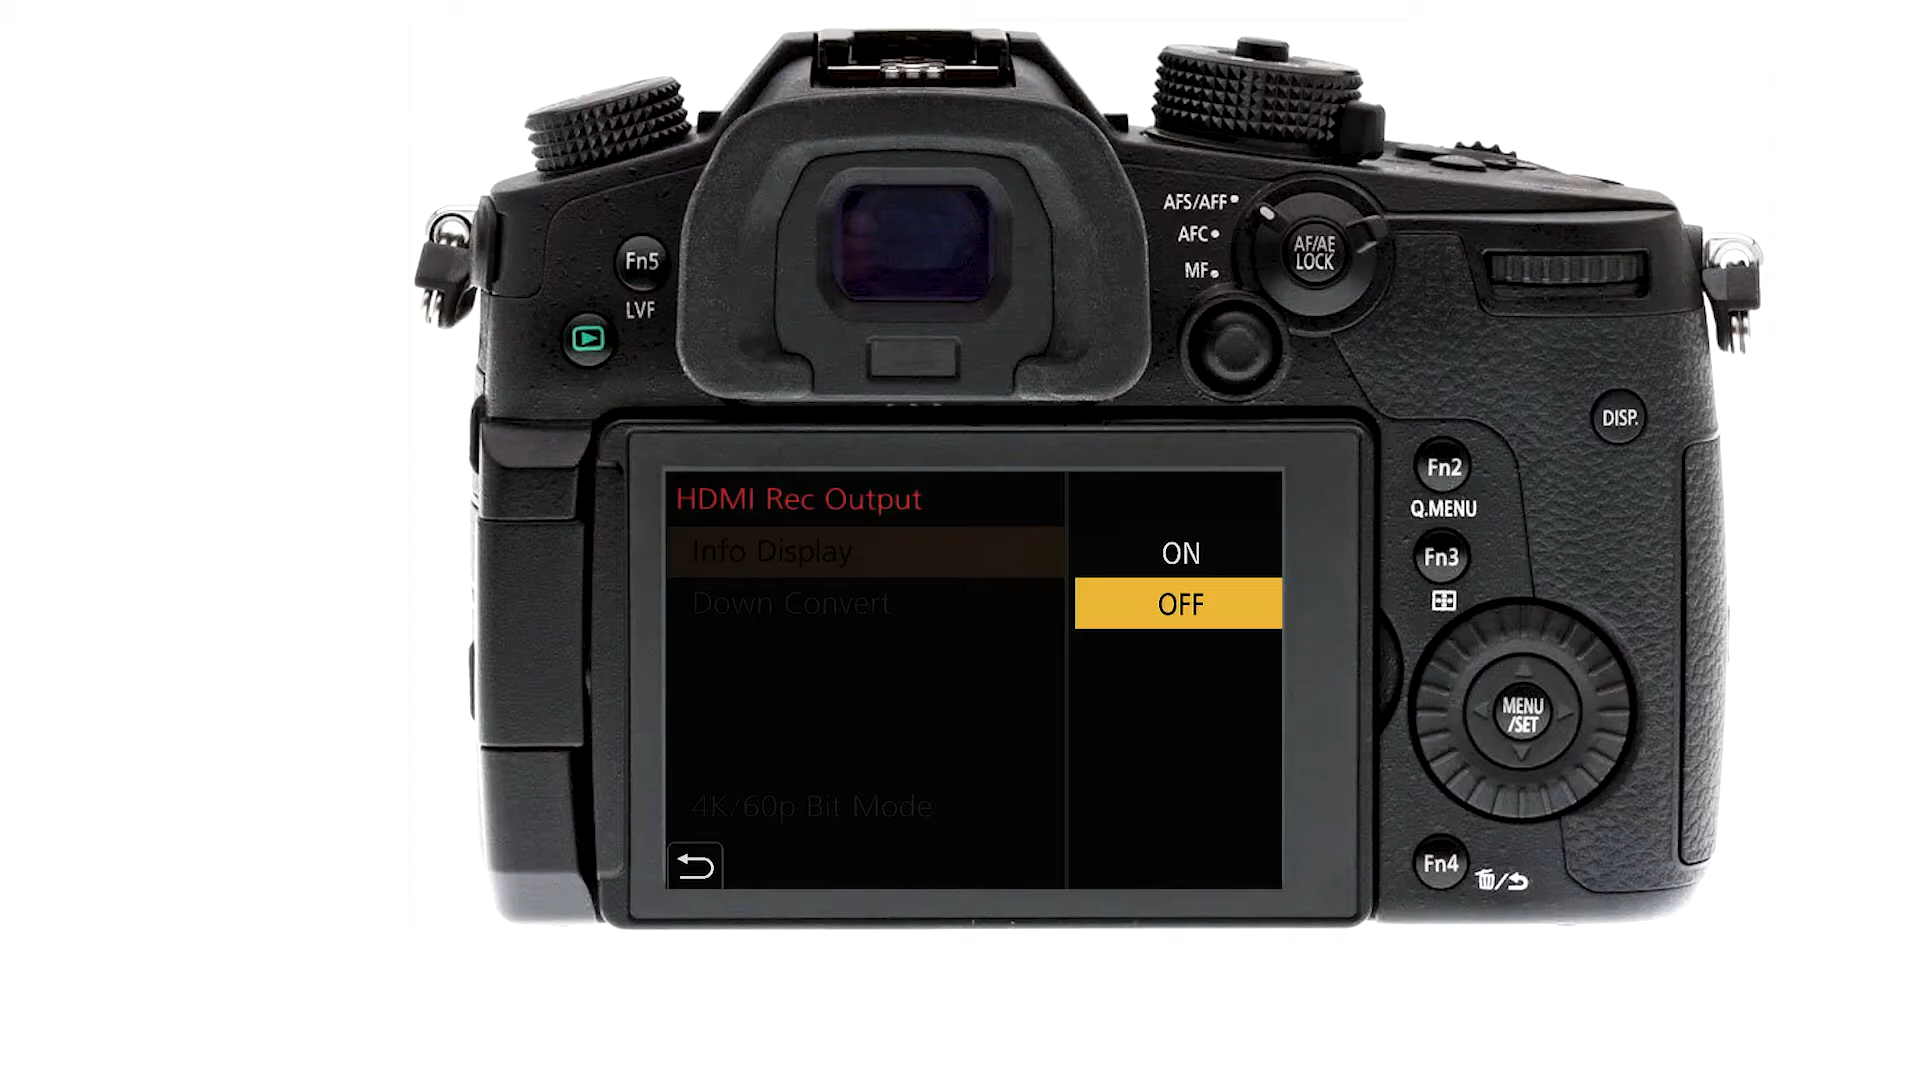 AFS/AFF
AFC
MF
AF/AE
LOCK
Fn5
LVF
DISP.
Fn2
Q.MENU
Fn3
HDMI Rec Output
Info Display
ON
Down Convert
OFF
MENU
/SET
4K/60p Bit Mode
Fn4